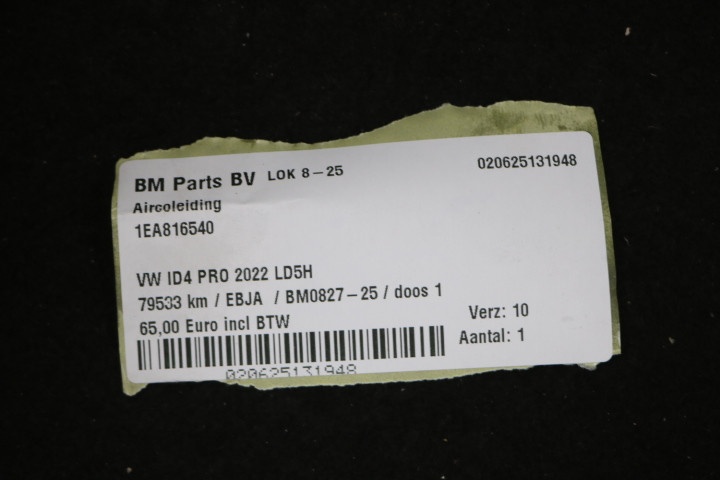 BM Parts BV LOK 8-25 020625131948
Aircoleiding
1EA816540
VW ID4 PRO 2022 LD5H
79533 km / EBJA / BM0827-25 / doos 1
65,00 Euro incl BTW
Verz: 10
Aantal: 1
020625131948